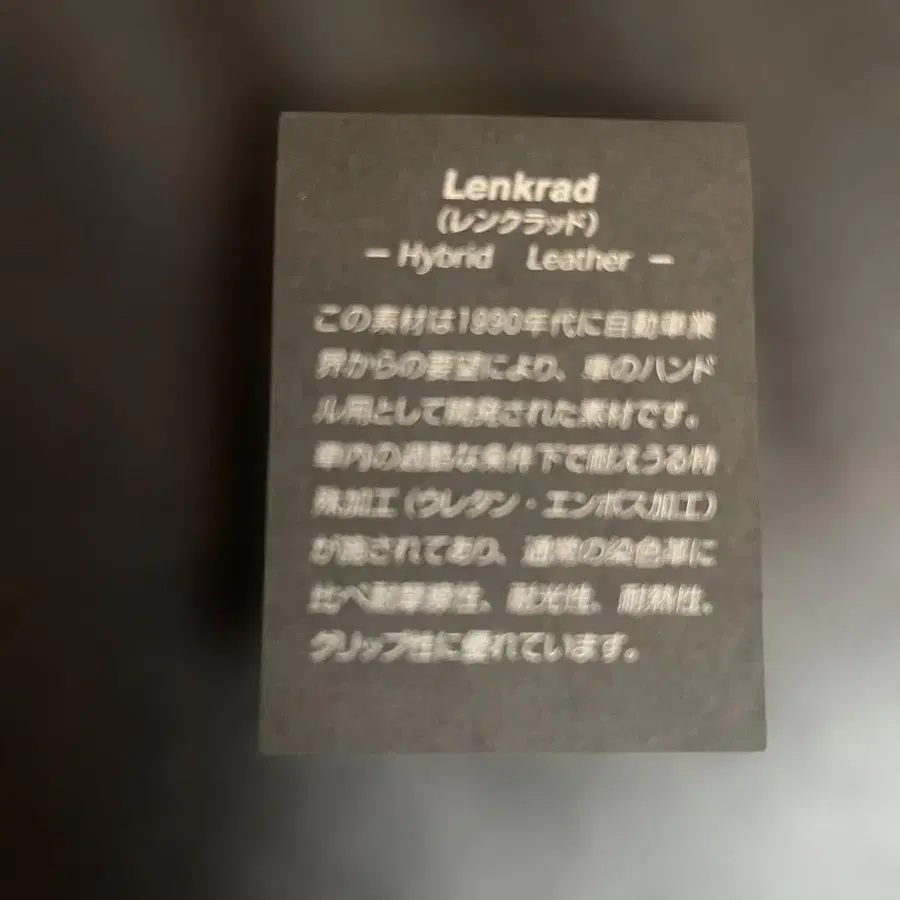 Lenkrad
(レンクラッド)
- Hybrid Leather -
この素材は1990年代に自動車業
界からの要望により、車のハンド
ル用として開発された素材です。
車内の過酷な条件下で耐えうる特
殊加工(ウレタン・エンボス加工)
が施されており、通常の染色革に
比べ耐摩擦性、耐光性、耐熱性、
グリップ性に優れています。